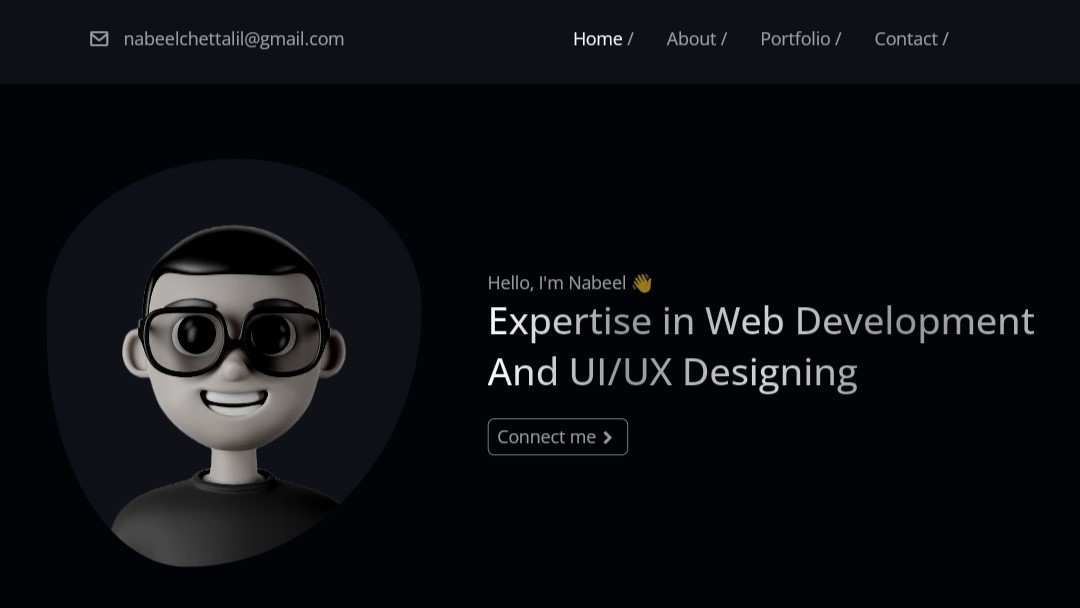 nabeelchettalil@gmail.com
Home / About / Portfolio / Contact /
Hello, I'm Nabeel 👋
Expertise in Web Development
And UI/UX Designing
Connect me